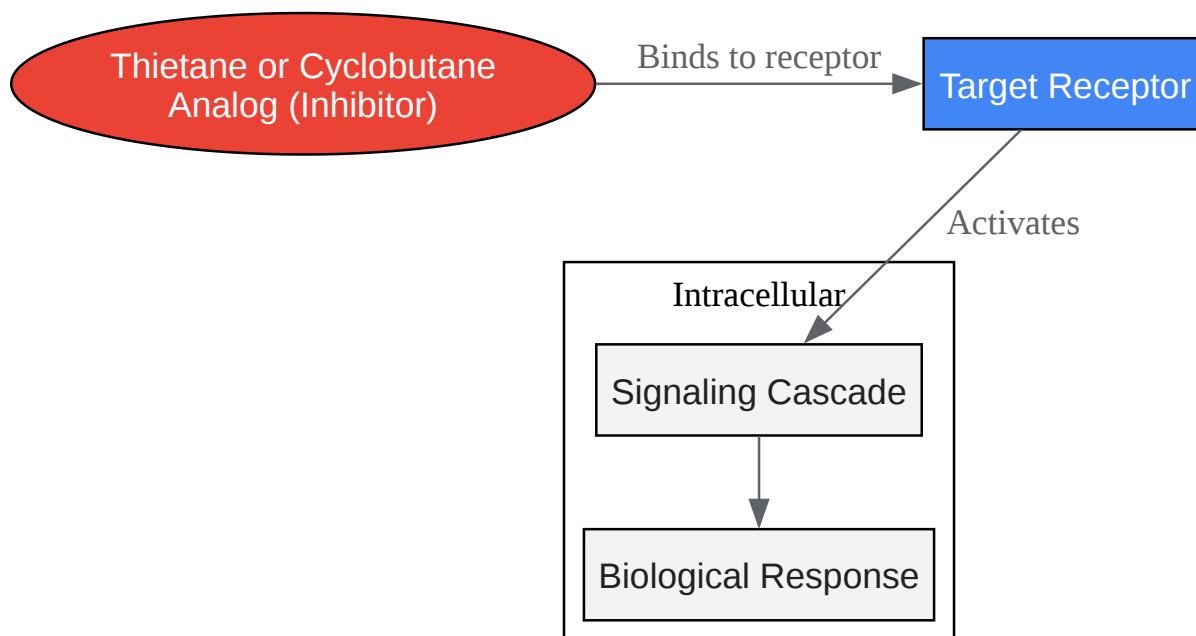 Thietane or Cyclobutane
Analog (Inhibitor)
Binds to receptor
Target Receptor
Activates
Intracellular
Signaling Cascade
Biological Response